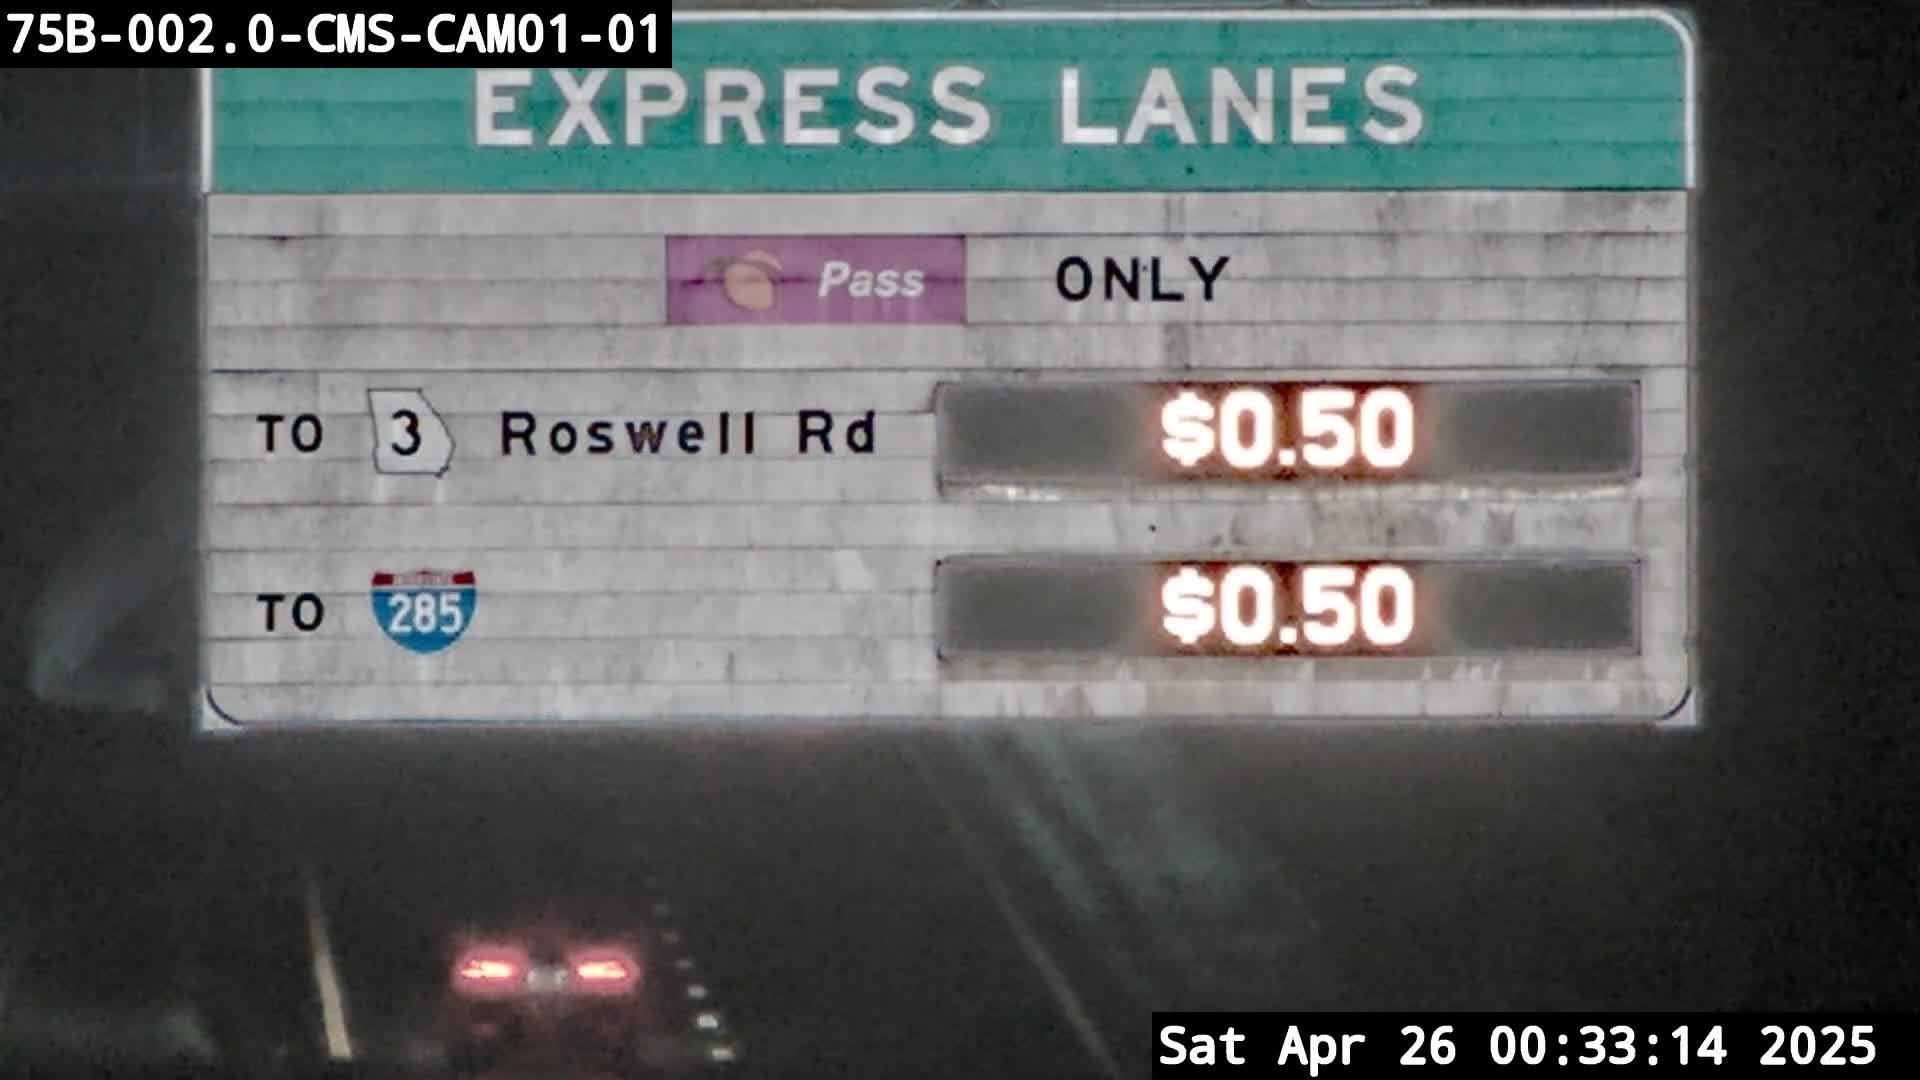 75B-002.0-CMS-CAM01-01
EXPRESS LANES
Pass ONLY
TO 3 Roswell Rd $0.50
TO 285 $0.50
Sat Apr 26 00:33:14 2025